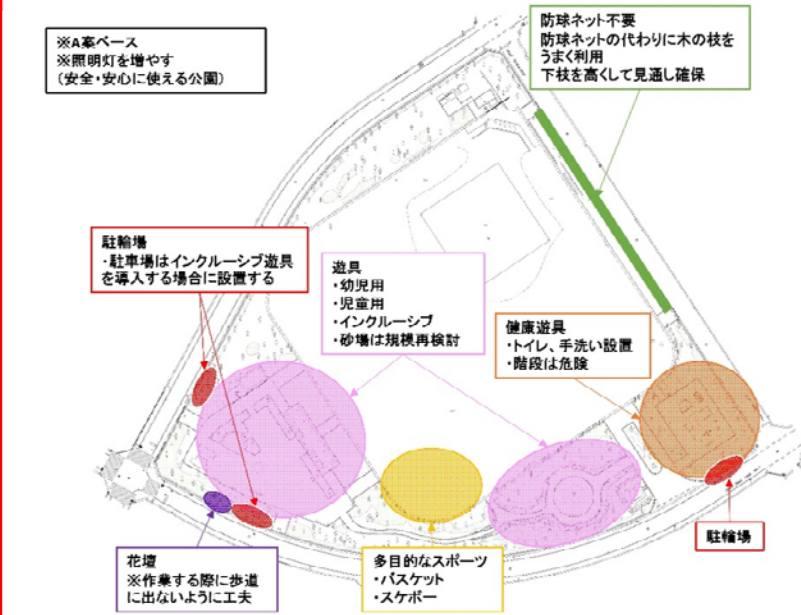 ※A案ベース
※照明灯を増やす
(安全・安心に使える公園)
防球ネット不要
防球ネットの代わりに木の枝を
うまく利用
下枝を高くして見通し確保
駐輪場
・駐車場はインクルーシブ遊具
を導入する場合に設置する
遊具
・幼児用
・児童用
・インクルーシブ
・砂場は規模再検討
健康遊具
・トイレ、手洗い設置
・階段は危険
花壇
※作業する際に歩道
に出ないように工夫
多目的なスポーツ
・バスケット
・スケボー
駐輪場